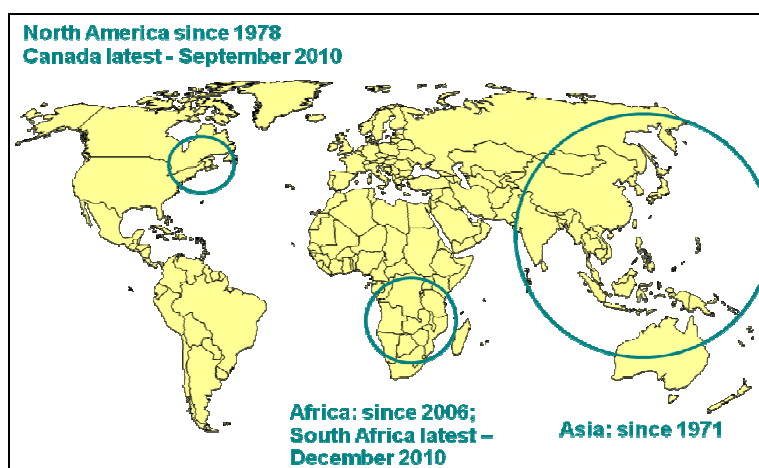 North America since 1978
Canada latest - September 2010
Africa: since 2006;
South Africa latest –
December 2010
Asia: since 1971